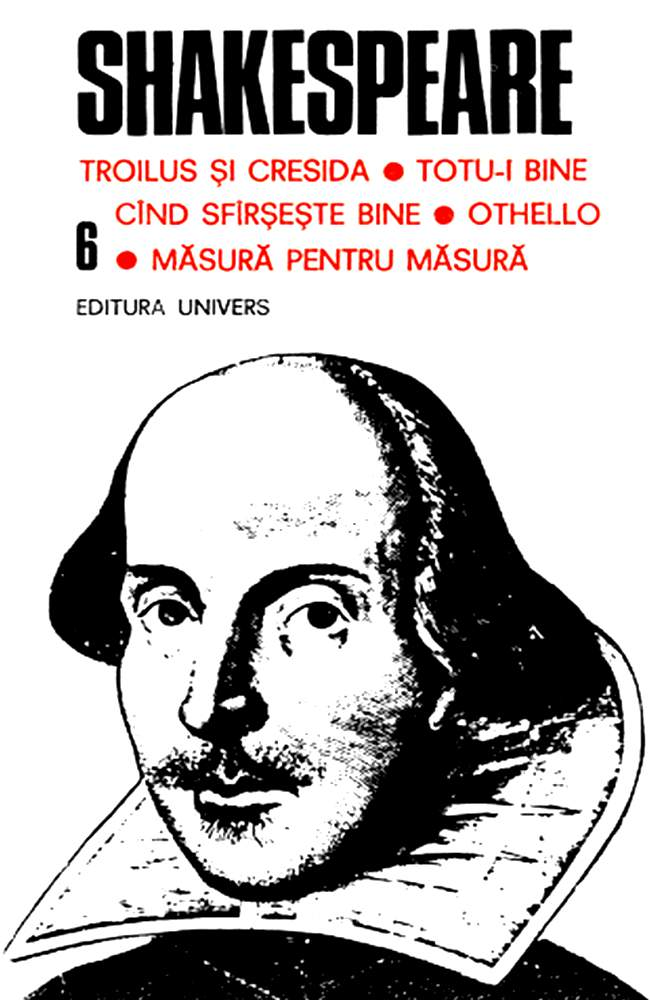 SHAKESPEARE
TROILUS ŞI CRESIDA ● TOTU-I BINE
CÎND SFÎRŞEŞTE BINE ● OTHELLO
6 ● MĂSURĂ PENTRU MĂSURĂ
EDITURA UNIVERS